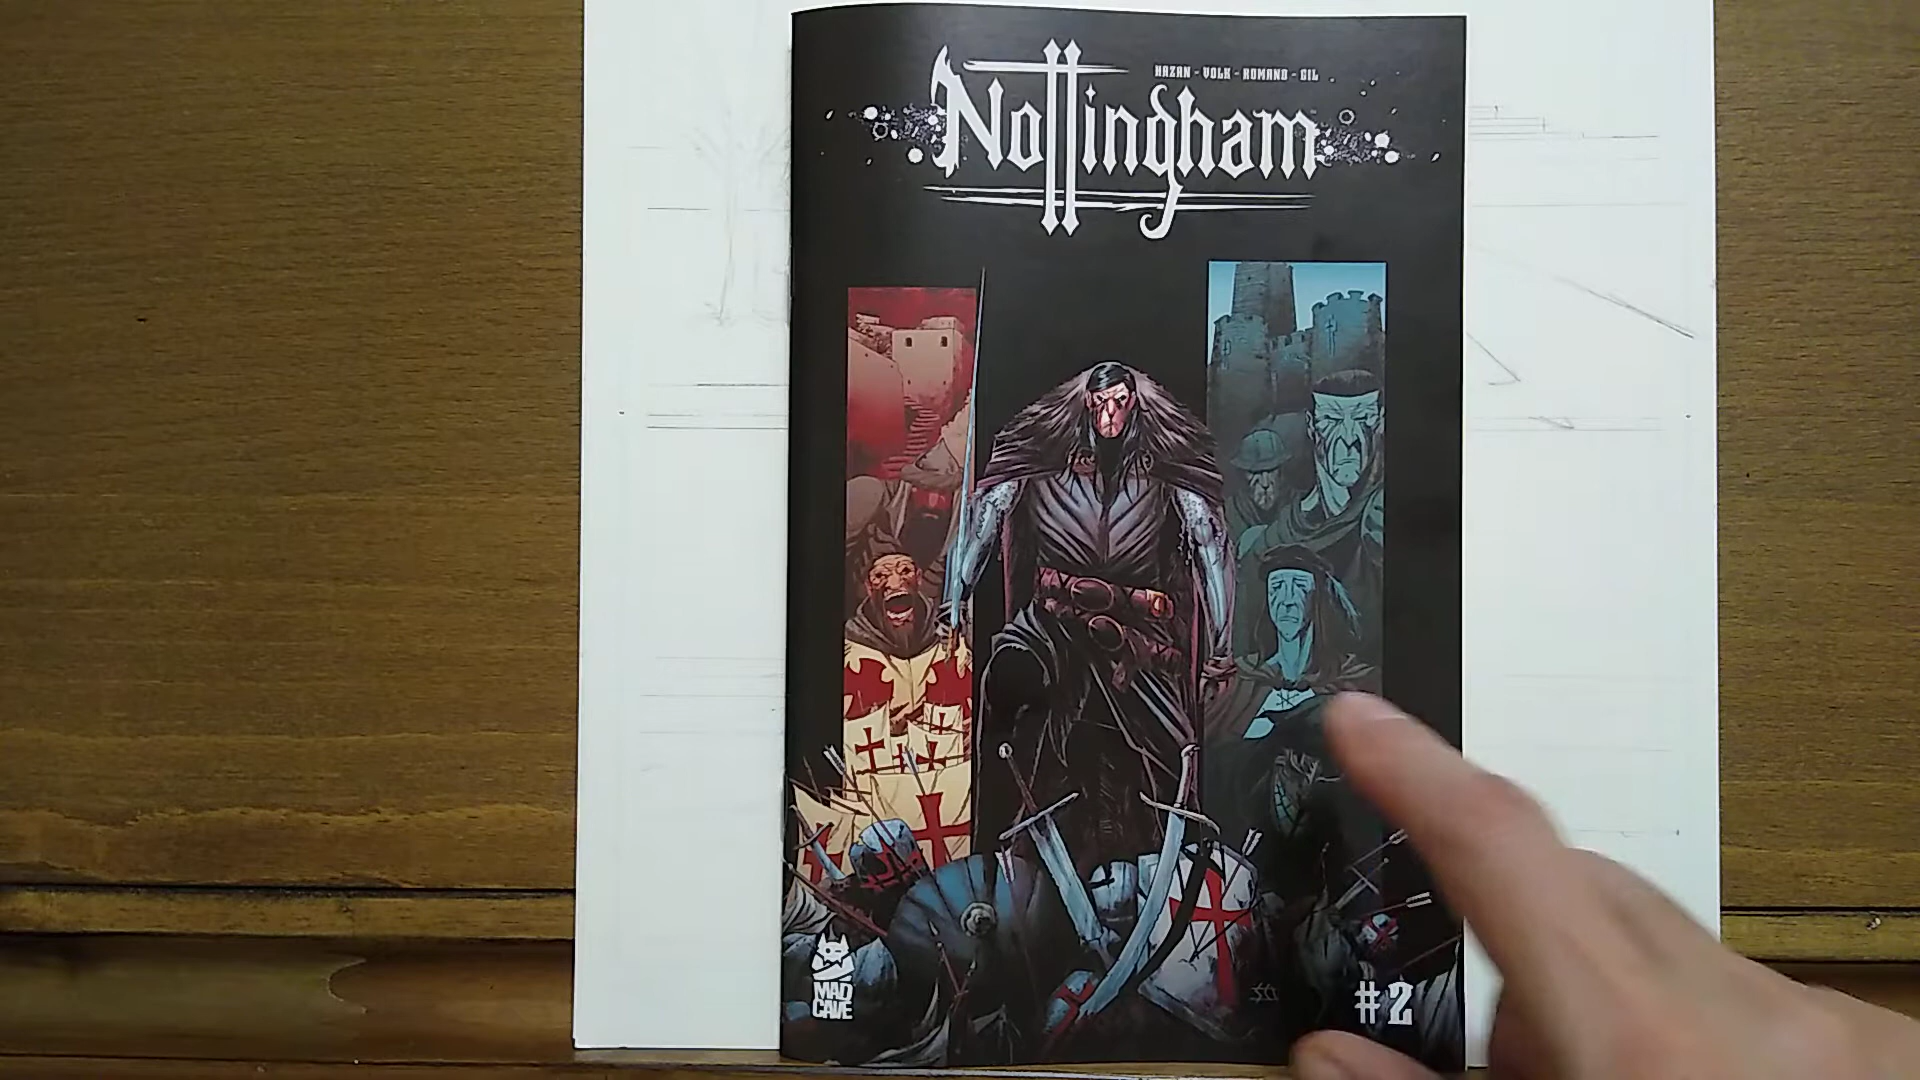 HAZAN - VOLK - ROMANO - GIL
Nottingham
MAD
CAVE
#2